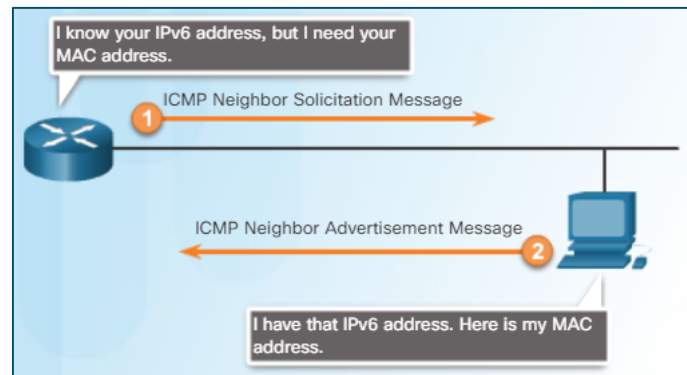 I know your IPv6 address, but I need your
MAC address.
ICMP Neighbor Solicitation Message
1
ICMP Neighbor Advertisement Message
2
I have that IPv6 address. Here is my MAC
address.